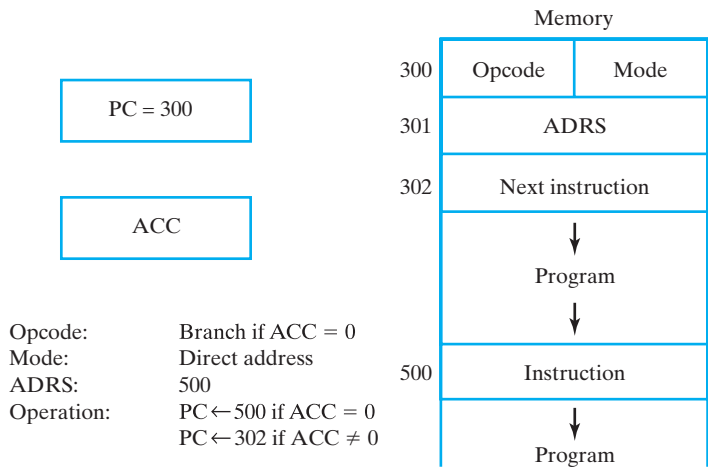 Memory
300 Opcode Mode
PC = 300
301 ADRS
302 Next instruction
ACC
Program
Opcode: Branch if ACC = 0
Mode: Direct address
ADRS: 500
Operation: PC←500 if ACC = 0
PC←302 if ACC ≠ 0
500 Instruction
Program